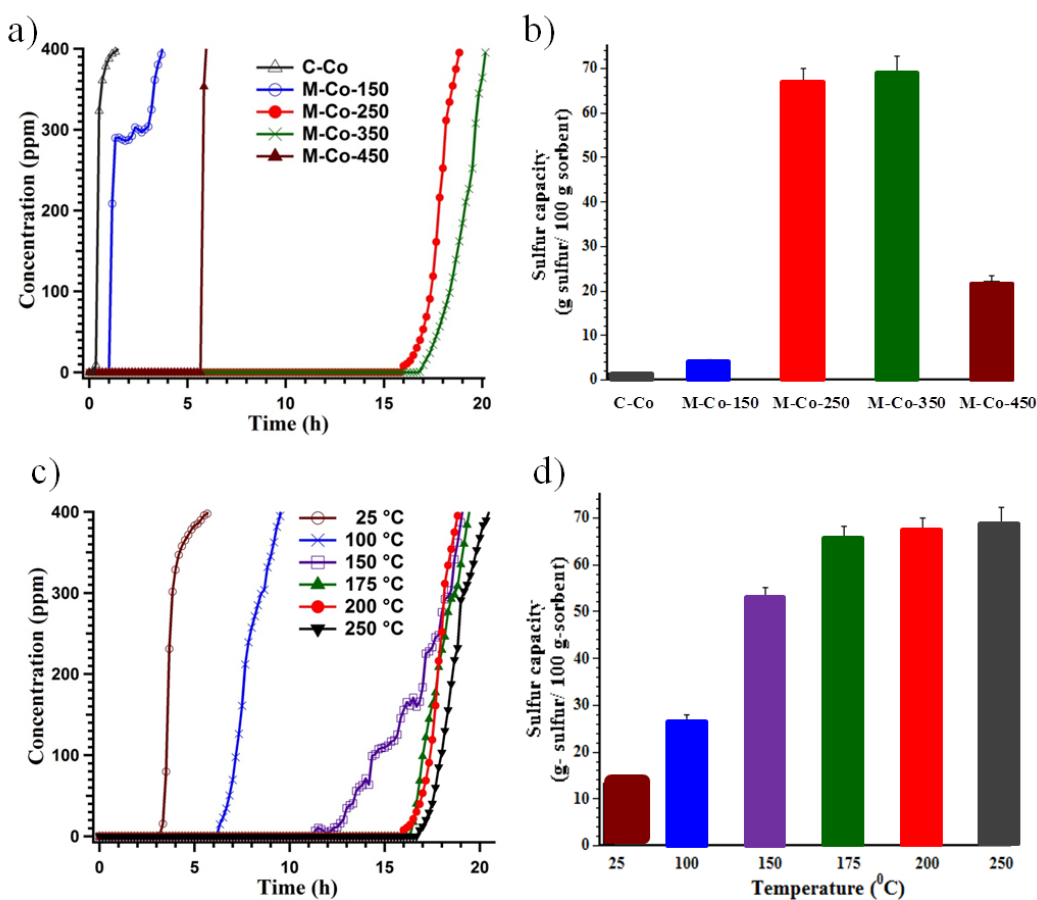 a)
400
300
200
100
0
Concentration (ppm)
C-Co
M-Co-150
M-Co-250
M-Co-350
M-Co-450
0 4 8 12 16 20
Time (h)
b)
70
60
50
40
30
20
10
0
Sulfur capacity
(g sulfur/ 100 g sorbent)
C-Co M-Co-150 M-Co-250 M-Co-350 M-Co-450
c)
400
300
200
100
0
Concentration (ppm)
25 °C
100 °C
150 °C
175 °C
200 °C
250 °C
0 5 10 15 20
Time (h)
d)
70
60
50
40
30
20
10
0
Sulfur capacity
(g- sulfur/ 100 g-sorbent)
25 100 150 175 200 250
Temperature (⁰C)